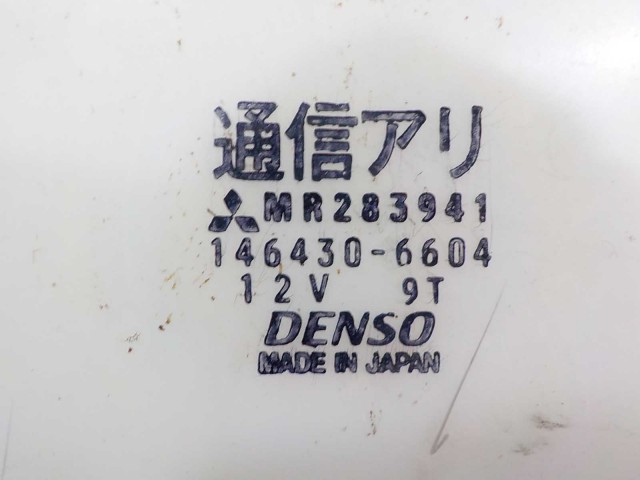 通信アリ
MR283941
146430-6604
12V 9T
DENSO
MADE IN JAPAN